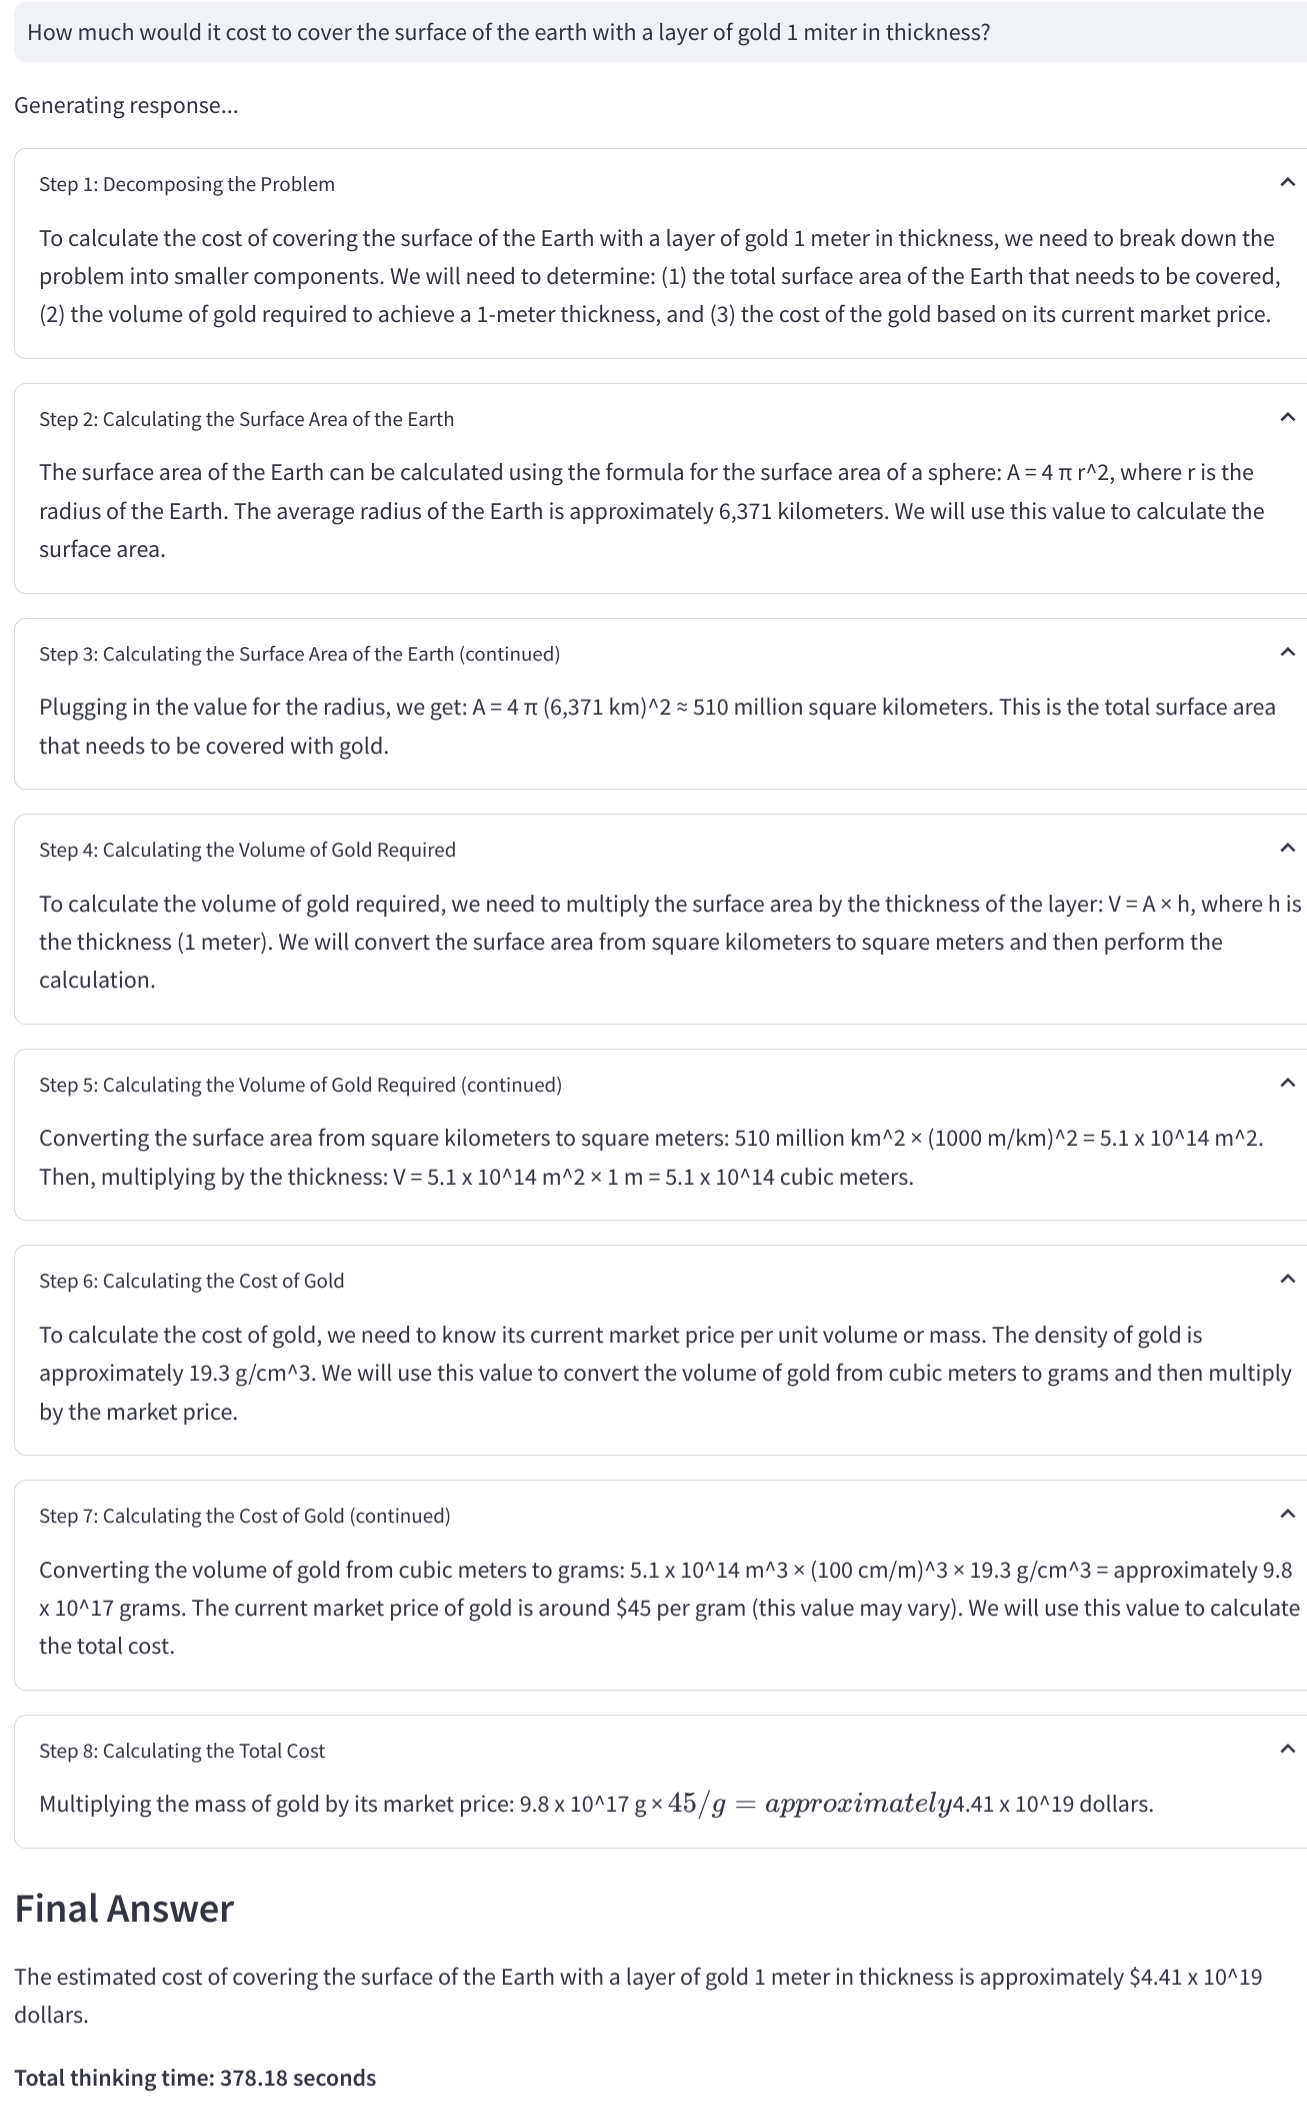 How much would it cost to cover the surface of the earth with a layer of gold 1 miter in thickness?
Generating response...
Step 1: Decomposing the Problem
To calculate the cost of covering the surface of the Earth with a layer of gold 1 meter in thickness, we need to break down the
problem into smaller components. We will need to determine: (1) the total surface area of the Earth that needs to be covered,
(2) the volume of gold required to achieve a 1-meter thickness, and (3) the cost of the gold based on its current market price.
Step 2: Calculating the Surface Area of the Earth
The surface area of the Earth can be calculated using the formula for the surface area of a sphere: A = 4 π r^2, where r is the
radius of the Earth. The average radius of the Earth is approximately 6,371 kilometers. We will use this value to calculate the
surface area.
Step 3: Calculating the Surface Area of the Earth (continued)
Plugging in the value for the radius, we get: A = 4 π (6,371 km)^2 ≈ 510 million square kilometers. This is the total surface area
that needs to be covered with gold.
Step 4: Calculating the Volume of Gold Required
To calculate the volume of gold required, we need to multiply the surface area by the thickness of the layer: V = A × h, where h is
the thickness (1 meter). We will convert the surface area from square kilometers to square meters and then perform the
calculation.
Step 5: Calculating the Volume of Gold Required (continued)
Converting the surface area from square kilometers to square meters: 510 million km^2 × (1000 m/km)^2 = 5.1 x 10^14 m^2.
Then, multiplying by the thickness: V = 5.1 x 10^14 m^2 × 1 m = 5.1 x 10^14 cubic meters.
Step 6: Calculating the Cost of Gold
To calculate the cost of gold, we need to know its current market price per unit volume or mass. The density of gold is
approximately 19.3 g/cm^3. We will use this value to convert the volume of gold from cubic meters to grams and then multiply
by the market price.
Step 7: Calculating the Cost of Gold (continued)
Converting the volume of gold from cubic meters to grams: 5.1 x 10^14 m^3 × (100 cm/m)^3 × 19.3 g/cm^3 = approximately 9.8
x 10^17 grams. The current market price of gold is around $45 per gram (this value may vary). We will use this value to calculate
the total cost.
Step 8: Calculating the Total Cost
Multiplying the mass of gold by its market price: 9.8 x 10^17 g × 45/g = approximately4.41 x 10^19 dollars.
Final Answer
The estimated cost of covering the surface of the Earth with a layer of gold 1 meter in thickness is approximately $4.41 x 10^19
dollars.
Total thinking time: 378.18 seconds